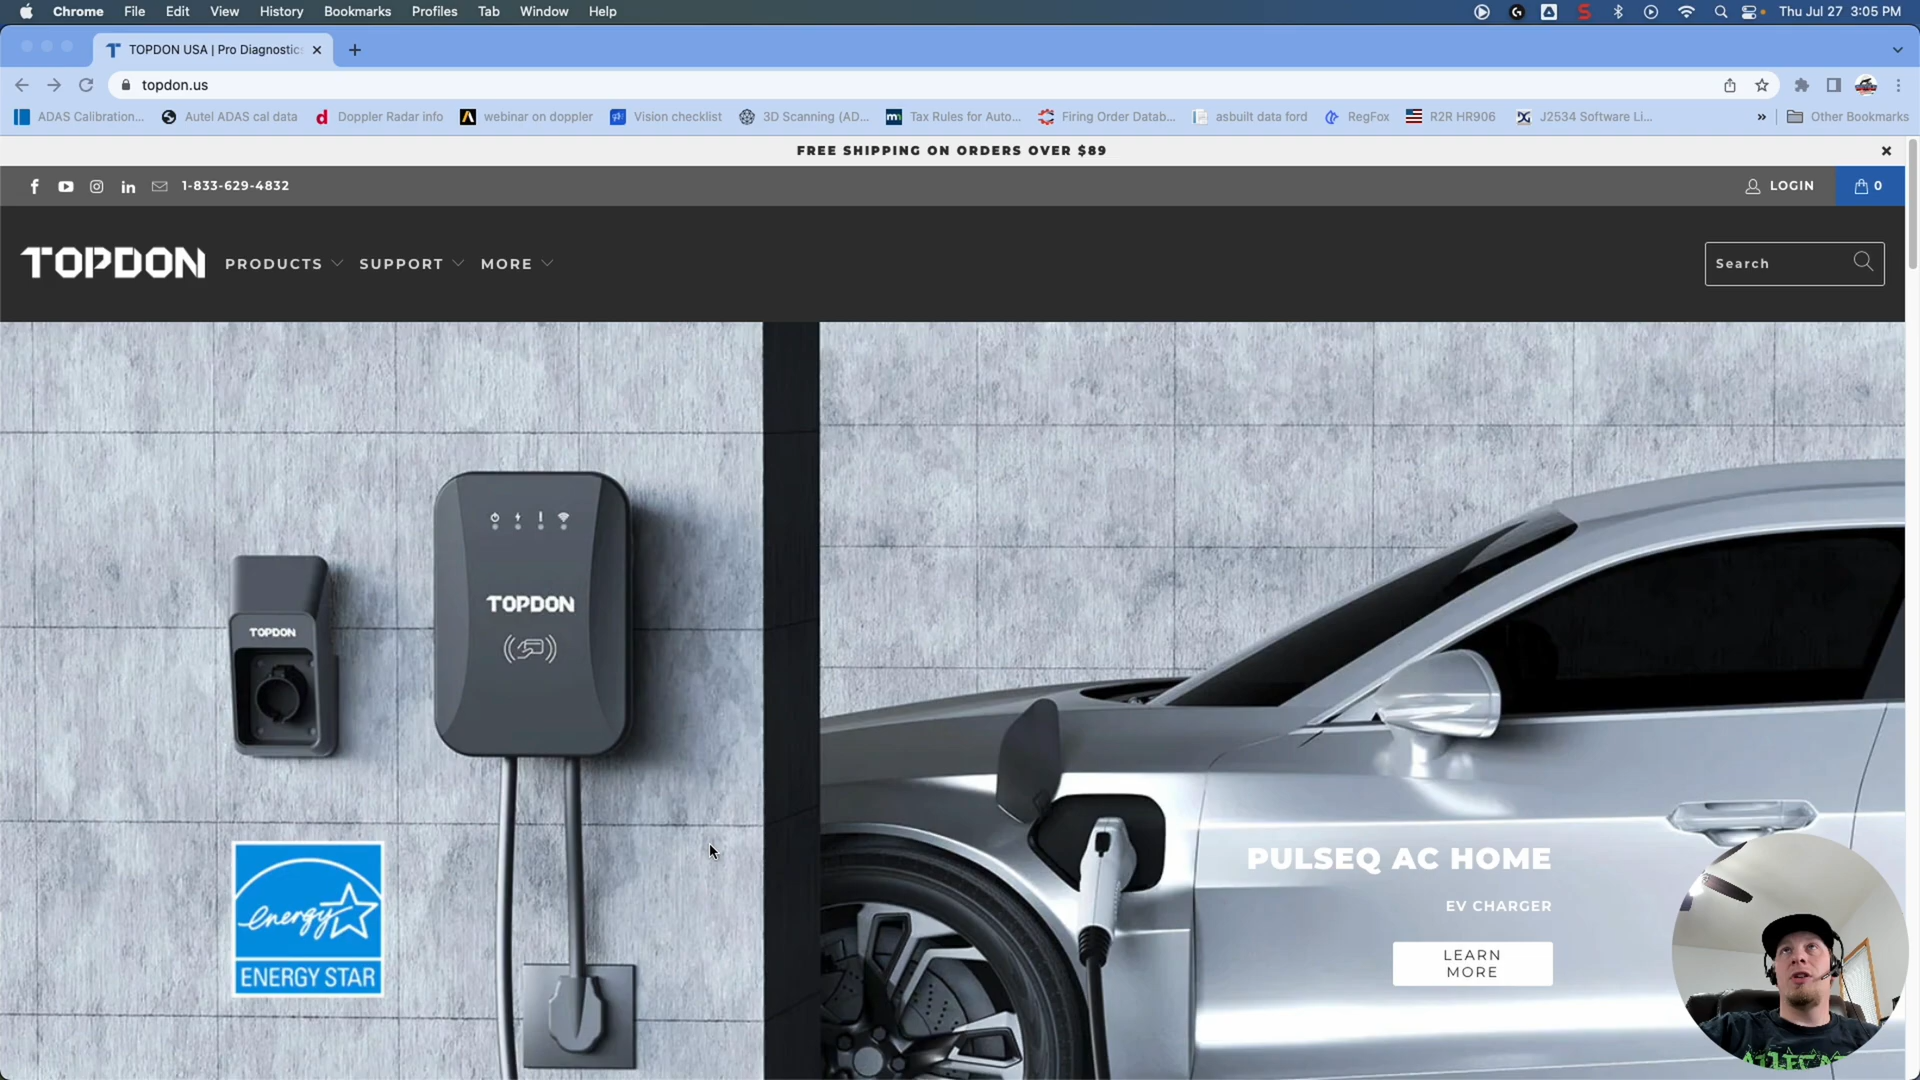 Chrome File Edit View History Bookmarks Profiles Tab Window Help
Thu Jul 27 3:05 PM
TOPDON USA | Pro Diagnostics
topdon.us
ADAS Calibration... Autel ADAS cal data Doppler Radar info webinar on doppler Vision checklist 3D Scanning (AD... Tax Rules for Auto... Firing Order Datab... asbuilt data ford RegFox R2R HR906 J2534 Software Li... » Other Bookmarks
FREE SHIPPING ON ORDERS OVER $89
1-833-629-4832
LOGIN
0
TOPDON PRODUCTS SUPPORT MORE
Search
TOPDON
TOPDON
PULSEQ AC HOME
EV CHARGER
LEARN
MORE
energy
ENERGY STAR